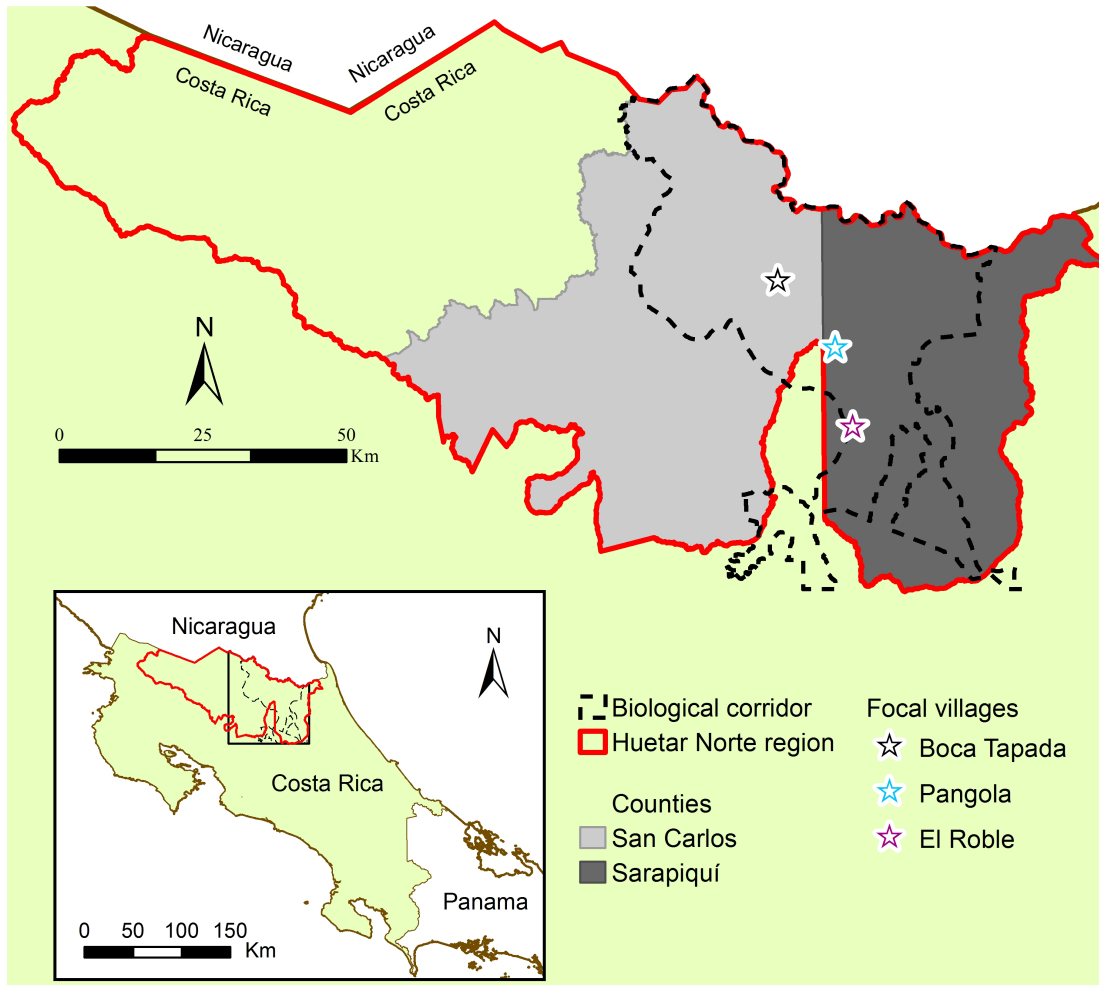 Nicaragua
Nicaragua
Costa Rica
Costa Rica
N
0 25 50
Km
Nicaragua
N
Costa Rica
Panama
0 50 100 150
Km
Biological corridor
Huetar Norte region
Counties
San Carlos
Sarapiquí
Focal villages
Boca Tapada
Pangola
El Roble